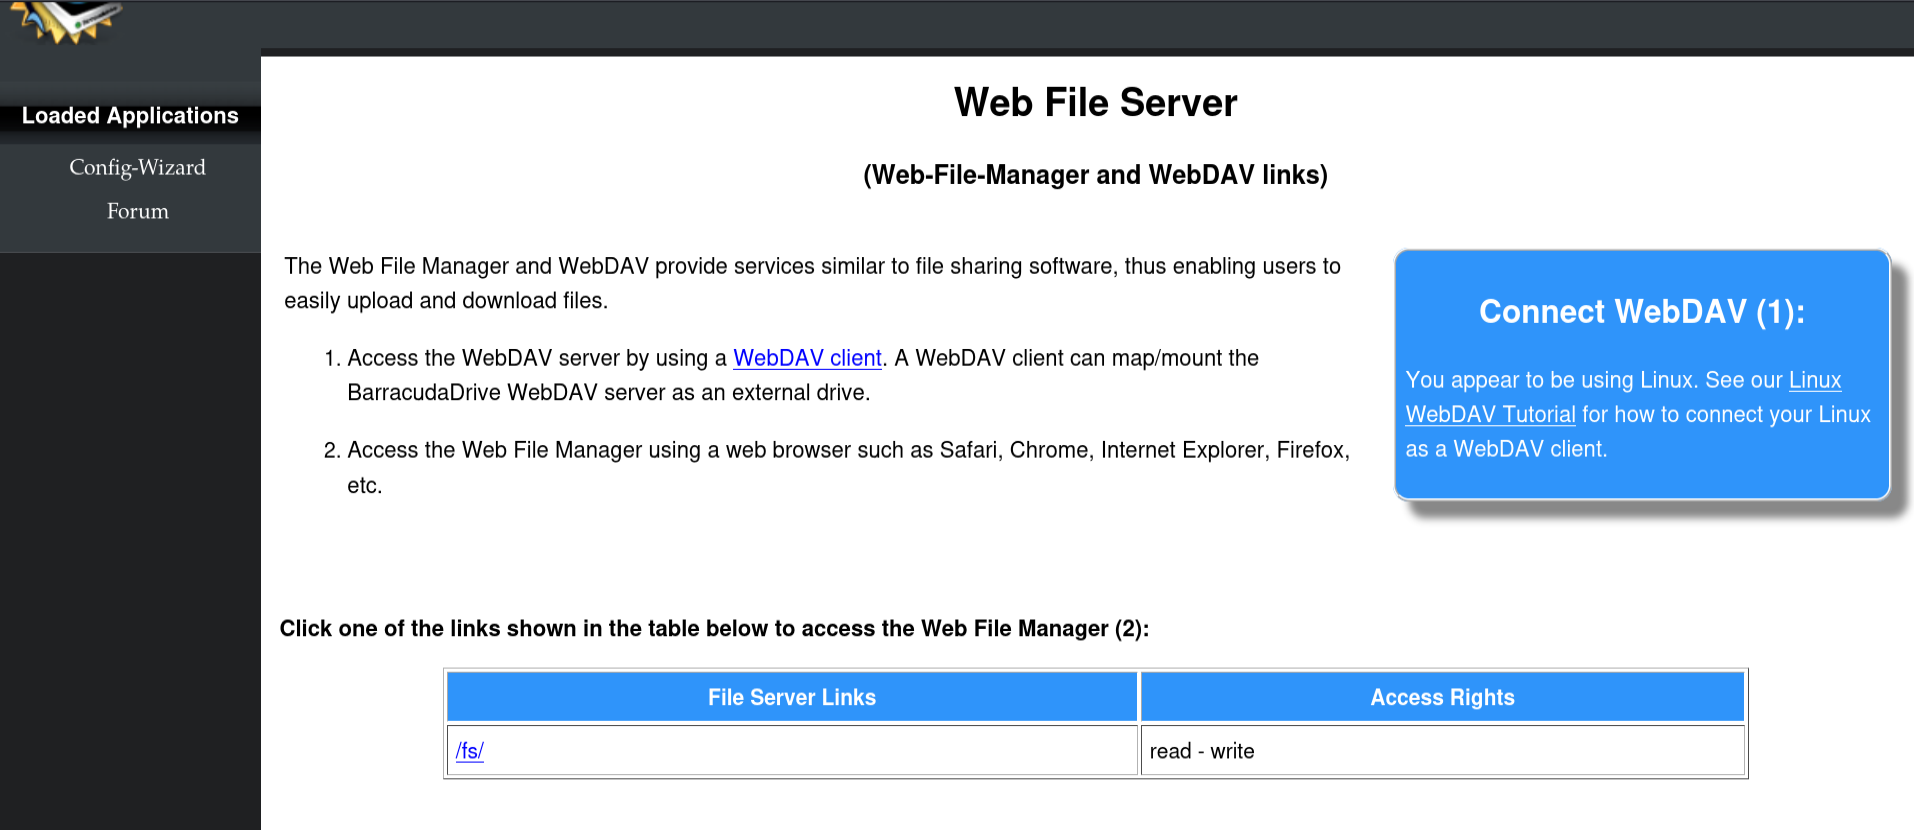 Loaded Applications
Config-Wizard
Forum
Web File Server
(Web-File-Manager and WebDAV links)
The Web File Manager and WebDAV provide services similar to file sharing software, thus enabling users to
easily upload and download files.
1. Access the WebDAV server by using a WebDAV client. A WebDAV client can map/mount the
BarracudaDrive WebDAV server as an external drive.
2. Access the Web File Manager using a web browser such as Safari, Chrome, Internet Explorer, Firefox,
etc.
Connect WebDAV (1):
You appear to be using Linux. See our Linux
WebDAV Tutorial for how to connect your Linux
as a WebDAV client.
Click one of the links shown in the table below to access the Web File Manager (2):
File Server Links
Access Rights
/fs/
read - write